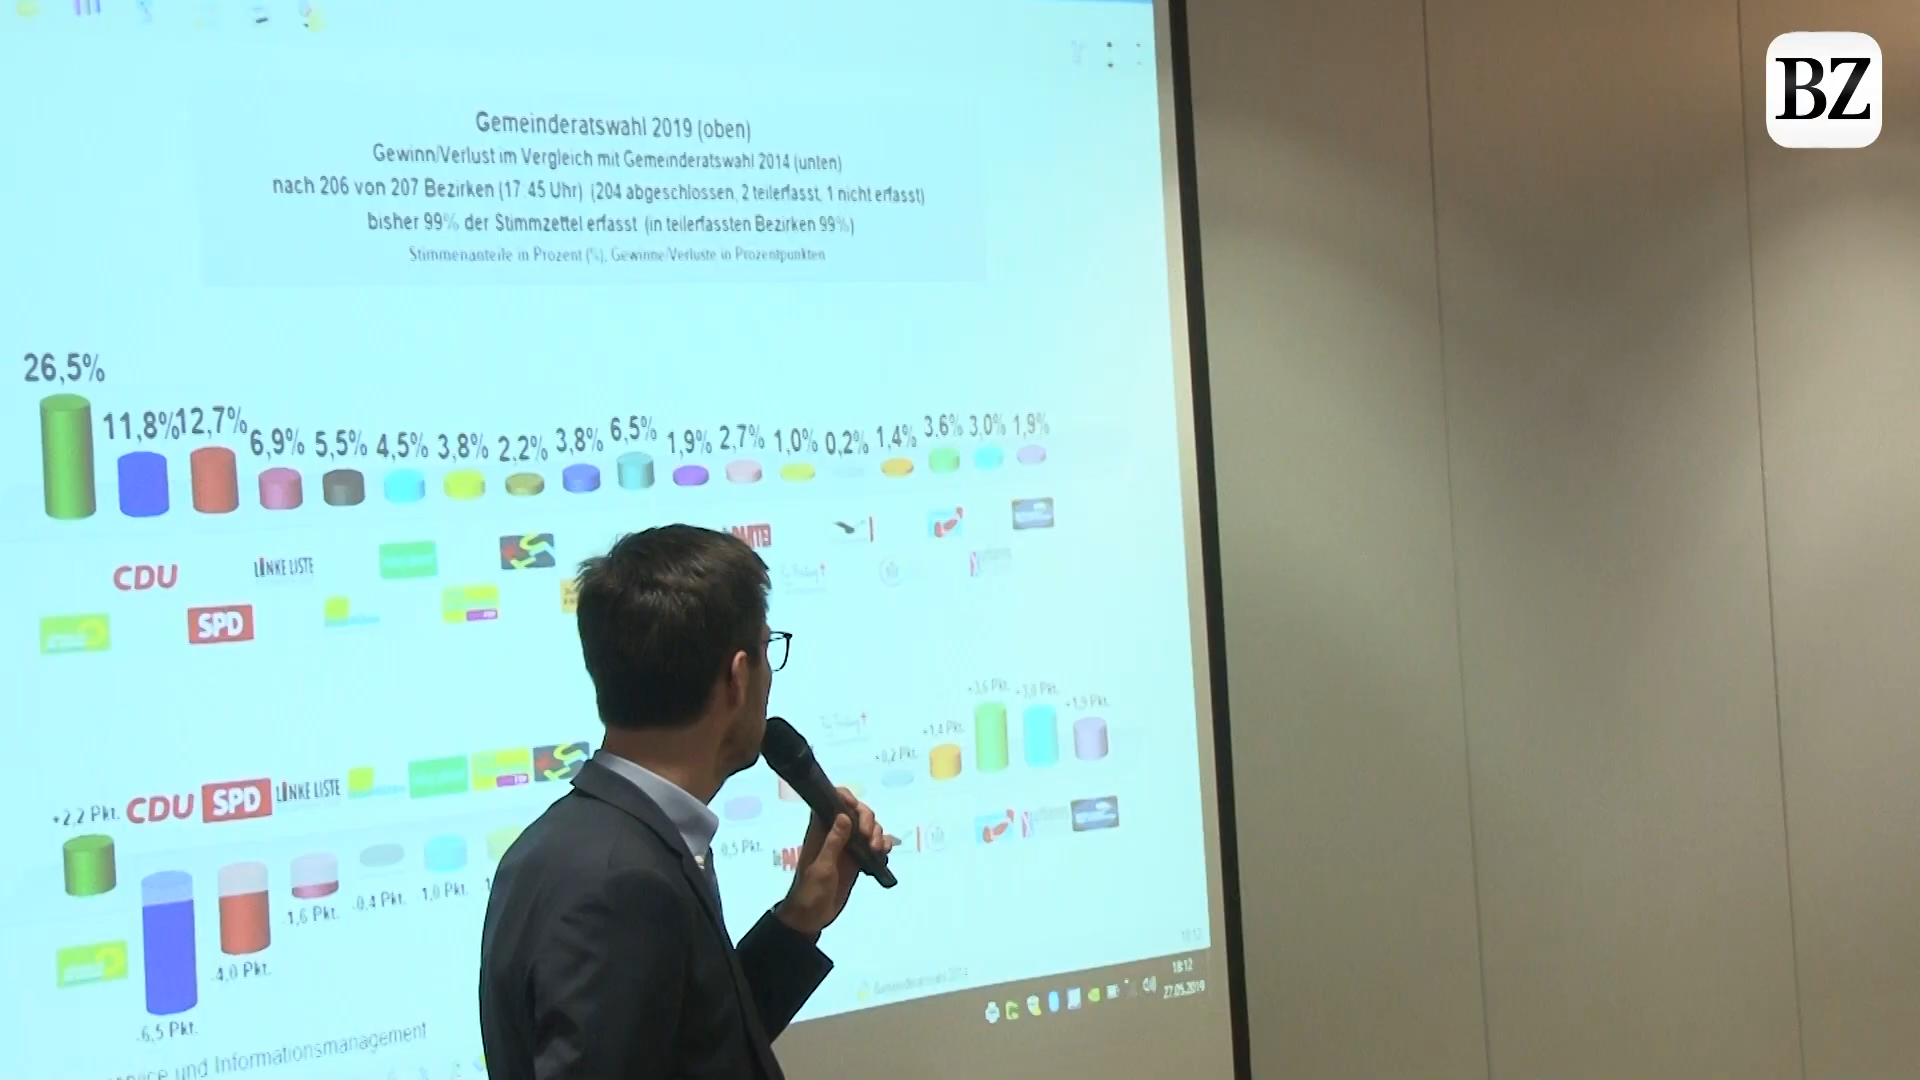 BZ
Gemeinderatswahl 2019 (oben)
Gewinn/Verlust im Vergleich mit Gemeinderatswahl 2014 (unten)
nach 206 von 207 Bezirken (17:45 Uhr) (204 abgeschlossen, 2 teilerfasst, 1 nicht erfasst)
bisher 99% der Stimmzettel erfasst (in teilerfassten Bezirken 99%)
Stimmenanteile in Prozent (%), Gewinne/Verluste in Prozentpunkten
26,5% 11,8% 12,7% 6,9% 5,5% 4,5% 3,8% 2,2% 3,8% 6,5% 1,9% 2,7% 1,0% 0,2% 1,4% 3,6% 3,0% 1,9%
CDU LINKE LISTE
SPD
+3,6 Pkt. +3,0 Pkt. +1,9 Pkt.
+0,2 Pkt. +1,4 Pkt.
+2,2 Pkt. CDU SPD LINKE LISTE
-1,6 Pkt. -0,4 Pkt. 1,0 Pkt. 0,5 Pkt.
-4,0 Pkt.
-6,5 Pkt.
und Informationsmanagement
Gemeinderatswahl 2014
18:12
18:12
27.05.2019